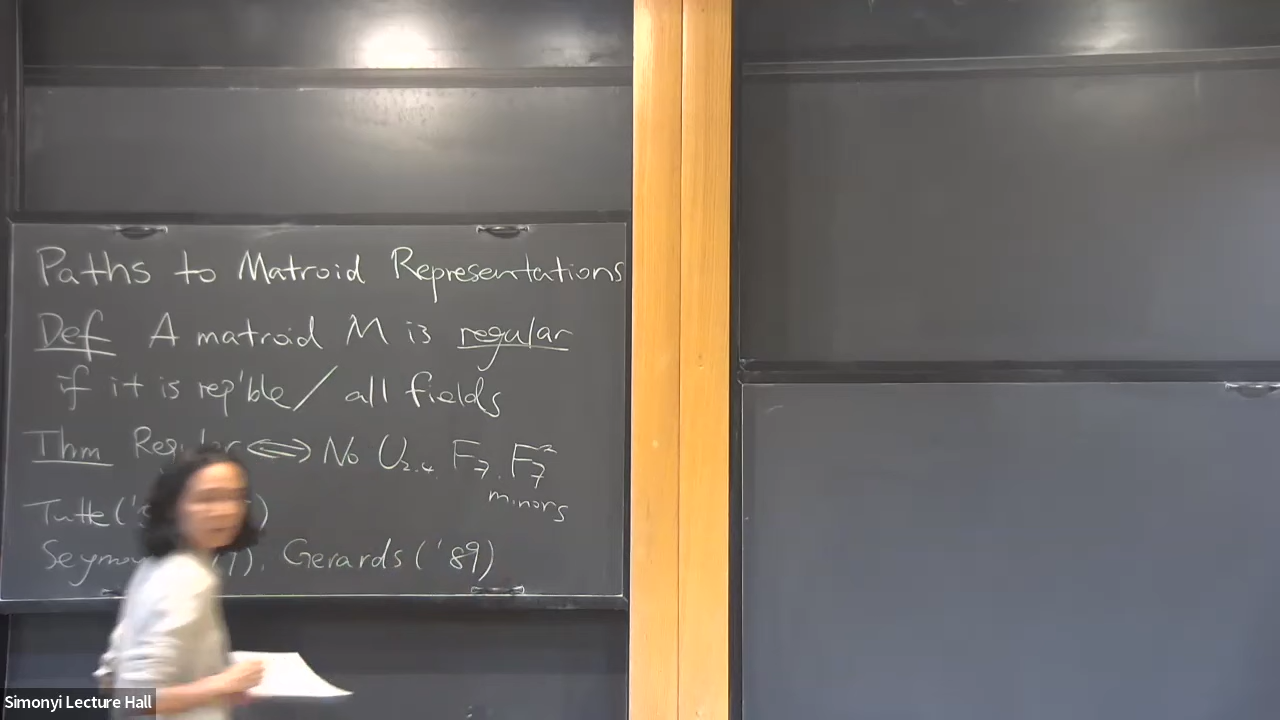 Paths to Matroid Representations
Def A matroid M is regular
if it is rep'ble / all fields
Thm ⟺ No U₂,₄, F₇, F₇*
minors
Tutte
Gerards ('89)
Simonyi Lecture Hall